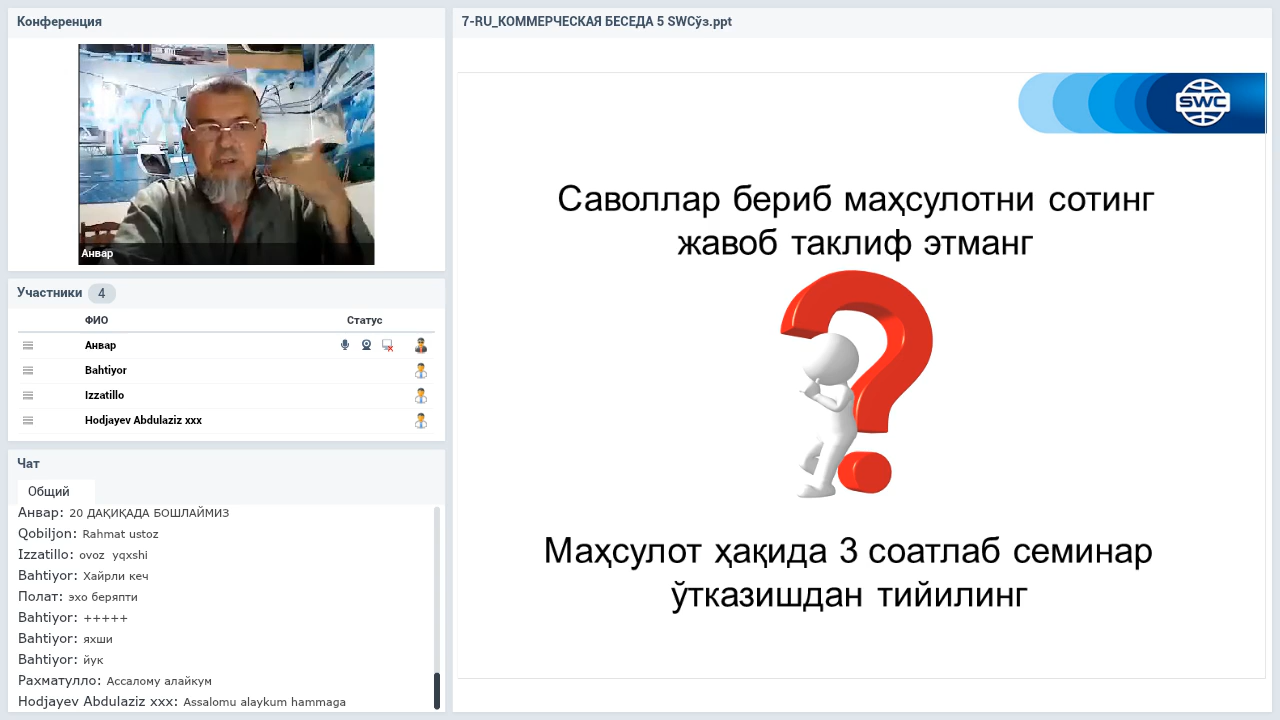 Конференция
Анвар
Участники 4
ФИО Статус
Анвар
Bahtiyor
Izzatillo
Hodjayev Abdulaziz xxx
Чат
Общий
Анвар: 20 ДАҚИҚАДА БОШЛАЙМИЗ
Qobiljon: Rahmat ustoz
Izzatillo: ovoz yqxshi
Bahtiyor: Хайрли кеч
Полат: эхо беряпти
Bahtiyor: +++++
Bahtiyor: яхши
Bahtiyor: йук
Рахматулло: Ассалому алайкум
Hodjayev Abdulaziz xxx: Assalomu alaykum hammaga
7-RU_КОММЕРЧЕСКАЯ БЕСЕДА 5 SWCўз.ppt
SWC
Саволлар бериб маҳсулотни сотинг
жавоб таклиф этманг
Маҳсулот ҳақида 3 соатлаб семинар
ўтказишдан тийилинг